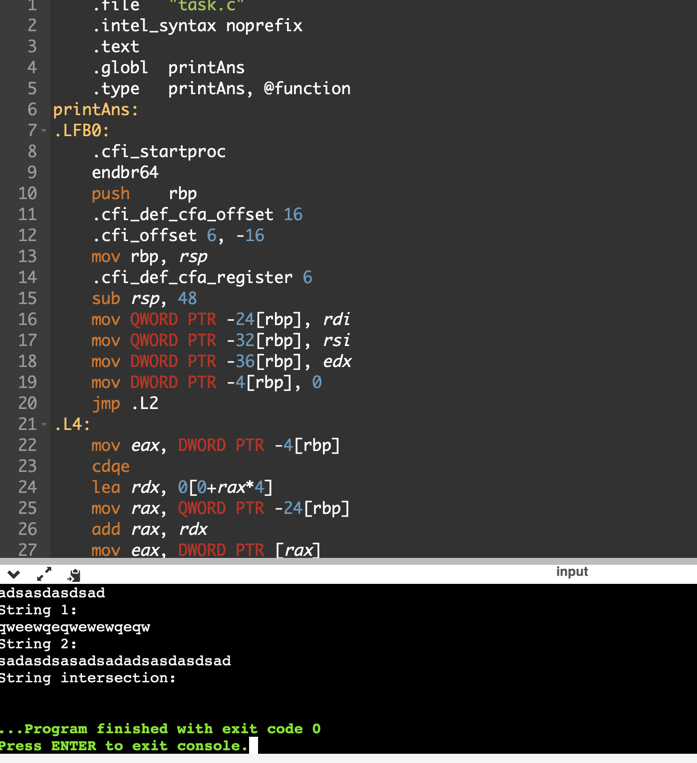 1 .file "task.c"
2 .intel_syntax noprefix
3 .text
4 .globl printAns
5 .type printAns, @function
6 printAns:
7 .LFB0:
8 .cfi_startproc
9 endbr64
10 push rbp
11 .cfi_def_cfa_offset 16
12 .cfi_offset 6, -16
13 mov rbp, rsp
14 .cfi_def_cfa_register 6
15 sub rsp, 48
16 mov QWORD PTR -24[rbp], rdi
17 mov QWORD PTR -32[rbp], rsi
18 mov DWORD PTR -36[rbp], edx
19 mov DWORD PTR -4[rbp], 0
20 jmp .L2
21 .L4:
22 mov eax, DWORD PTR -4[rbp]
23 cdqe
24 lea rdx, 0[0+rax*4]
25 mov rax, QWORD PTR -24[rbp]
26 add rax, rdx
27 mov eax, DWORD PTR [rax]
input
adsasdasdsad
String 1:
qweewqeqwewewqeqw
String 2:
sadasdsasadsadadsasdasdsad
String intersection:
...Program finished with exit code 0
Press ENTER to exit console.